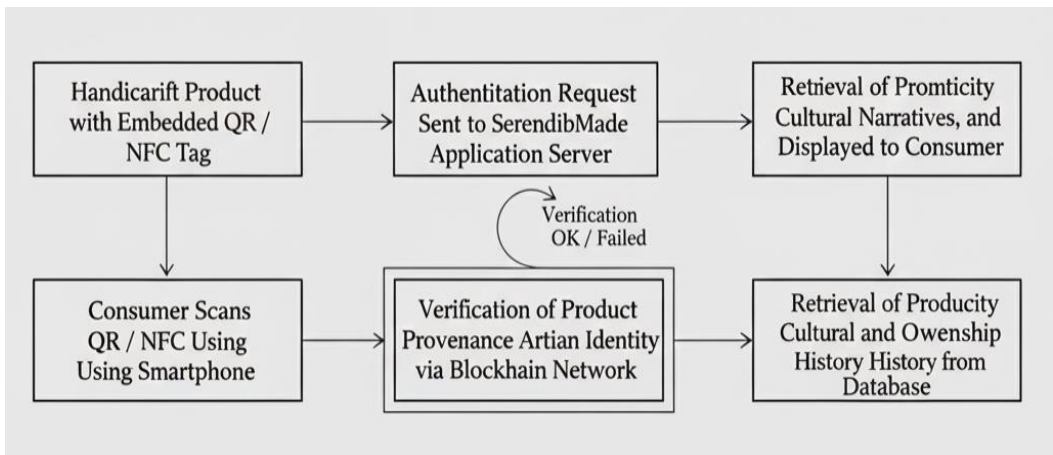 Handicarift Product
with Embedded QR /
NFC Tag
Authentitation Request
Sent to SerendibMade
Application Server
Retrieval of Promticity
Cultural Narratives, and
Displayed to Consumer
Verification
OK / Failed
Consumer Scans
QR / NFC Using
Using Smartphone
Verification of Product
Provenance Artian Identity
via Blockhain Network
Retrieval of Producity
Cultural and Owenship
History History from
Database